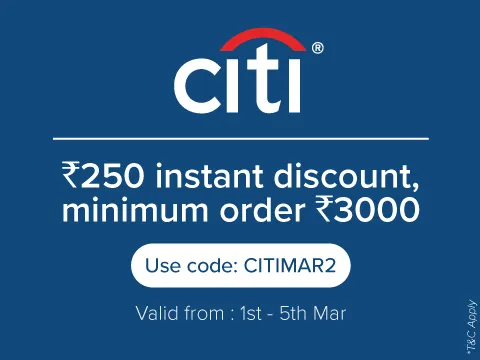 citi®
₹250 instant discount,
minimum order ₹3000
Use code: CITIMAR2
Valid from : 1st - 5th Mar
*T&C Apply